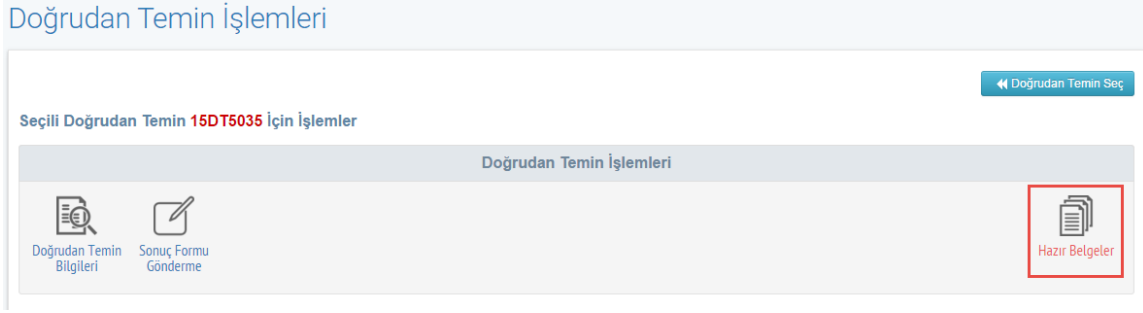 Doğrudan Temin İşlemleri
Doğrudan Temin Seç
Seçili Doğrudan Temin 15DT5035 İçin İşlemler
Doğrudan Temin İşlemleri
Doğrudan Temin
Bilgileri
Sonuç Formu
Gönderme
Hazır Belgeler